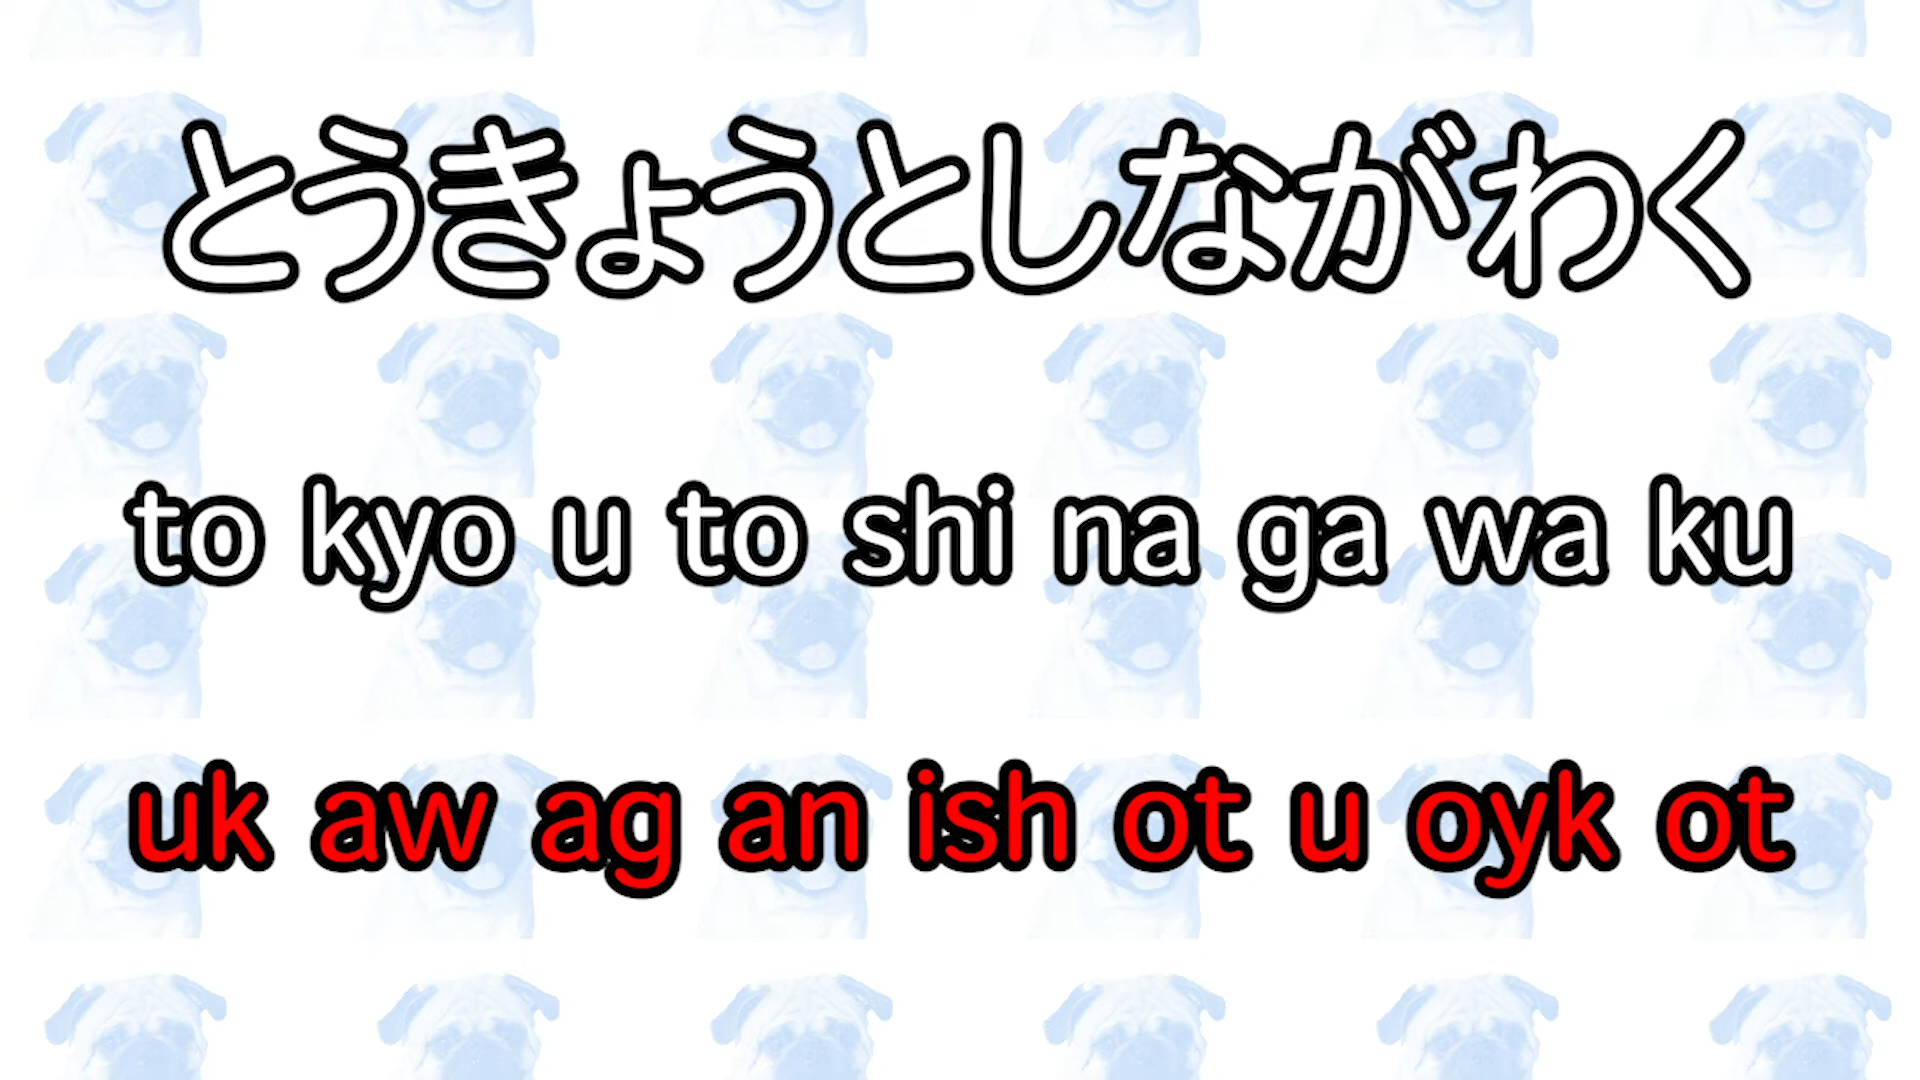 とうきょうとしながわく
to kyo u to shi na ga wa ku
uk aw ag an ish ot u oyk ot